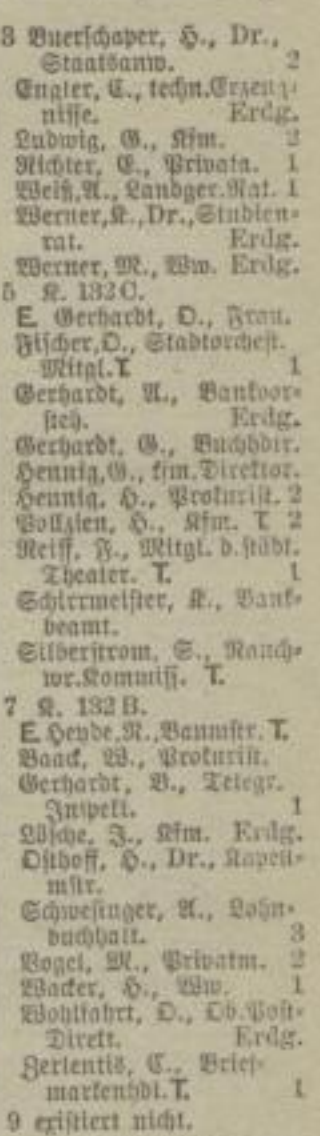 3 Buerschaper, H., Dr.,
Staatsanw. 2
Engler, C., techn. Erzeug-
nisse. Erdg.
Ludwig, G., Kfm. 2
Richter, E., Privata. 1
Weiß, A., Landger. Rat. 1
Werner, K., Dr., Studien-
rat. Erdg.
Werner, M., Ww. Erdg.
5 K. 132 C.
E Gerhardt, O., Frau.
Fischer, O., Stadtorchest.
Mitgl. T 1
Gerhardt, A., Bankvor-
steh. Erdg.
Gerhardt, G., Buchhdlr.
Hennig, G., kfm. Direktor.
Hennig, H., Prokurist. 2
Pollzien, H., Kfm. T 2
Reiff, F., Mitgl. d. städt.
Theater. T. 1
Schirrmeister, K., Bank-
beamt.
Silberstrom, S., Rauch-
wr. Kommiss. T.
7 K. 132 B.
E Heyde, R., Baumstr. T.
Baack, W., Prokurist.
Gerhardt, B., Telegr.
Inspekt. 1
Lösche, J., Kfm. Erdg.
Osthoff, H., Dr., Kapell-
mstr.
Schwesinger, A., Lohn-
buchhalt. 3
Vogel, M., Privatm. 2
Wacker, H., Ww. 1
Wohlfahrt, O., Ob. Post-
Direkt. Erdg.
Zerlentis, C., Brief-
markenhdl. T. 1
9 existiert nicht.